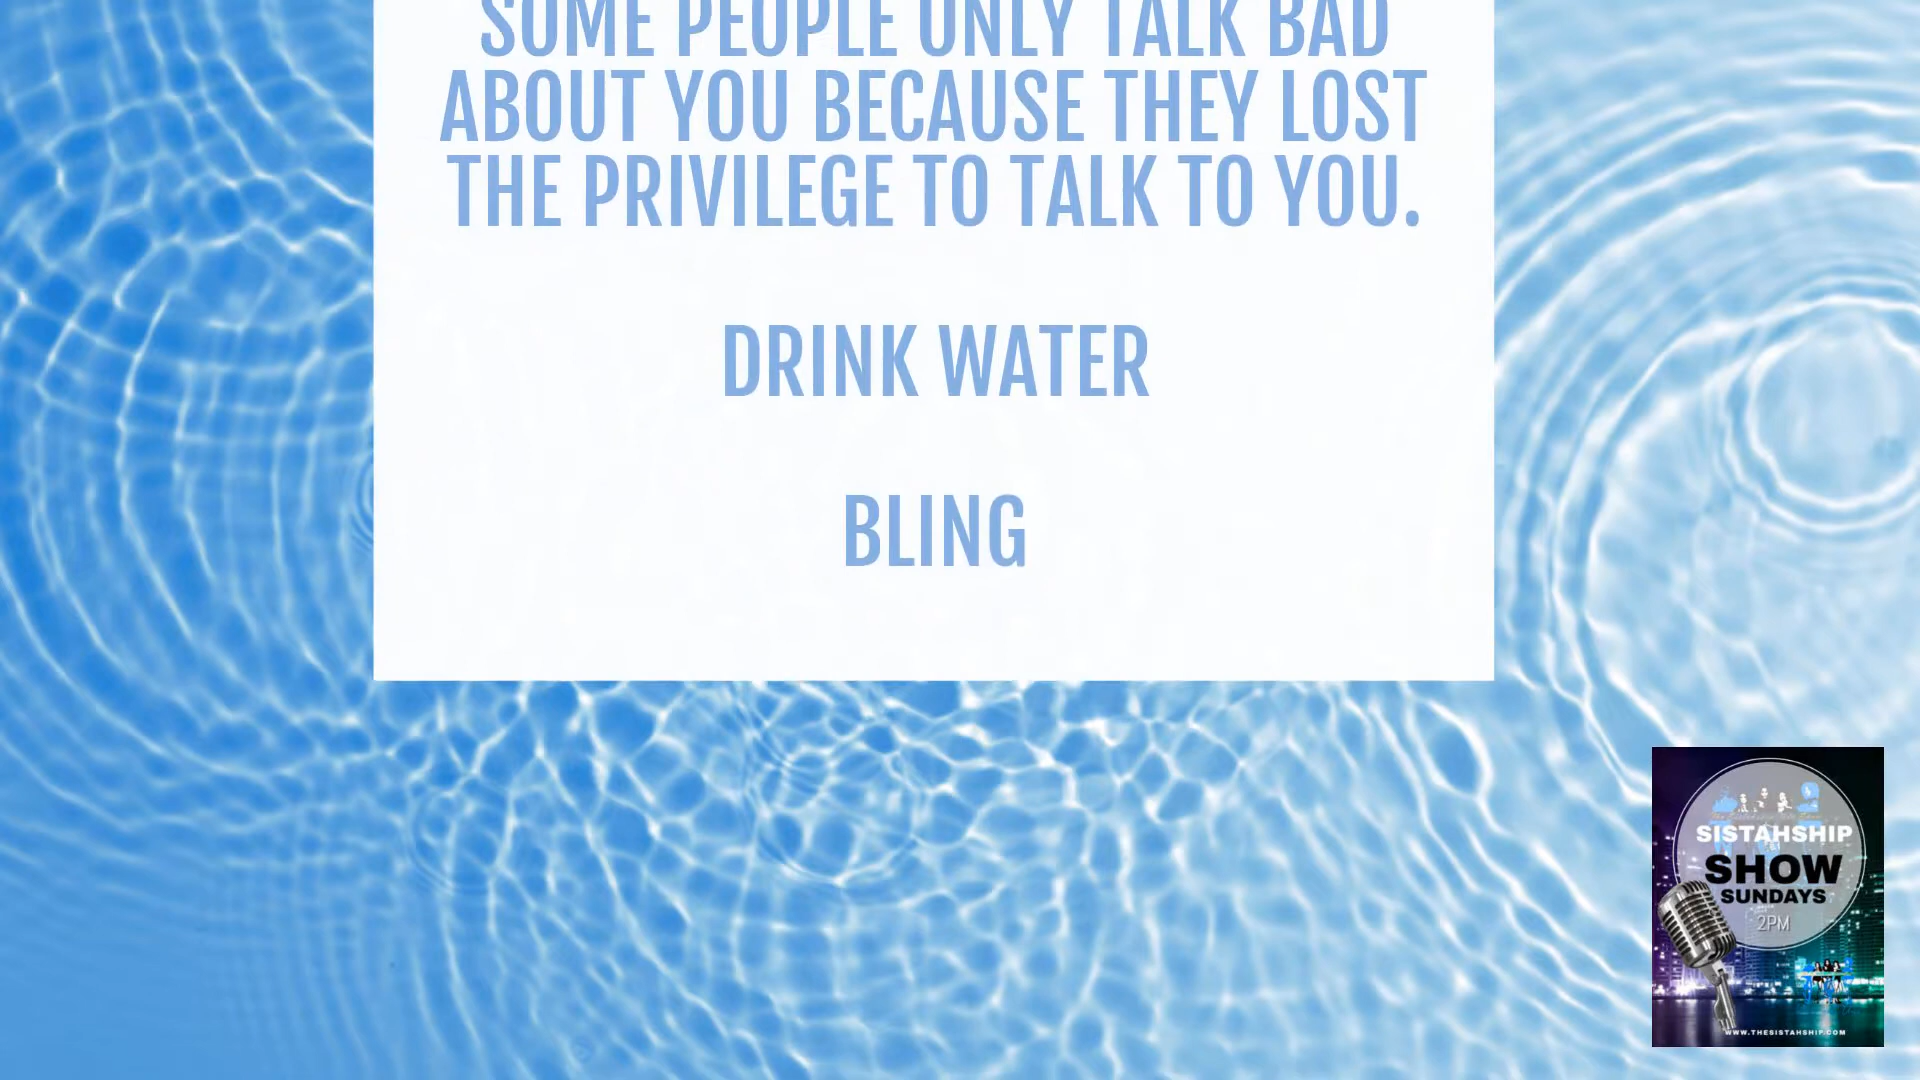 SOME PEOPLE ONLY TALK BAD
ABOUT YOU BECAUSE THEY LOST
THE PRIVILEGE TO TALK TO YOU.
DRINK WATER
BLING
SISTAHSHIP
SHOW
SUNDAYS
2PM
WWW.THESISTAHSHIP.COM